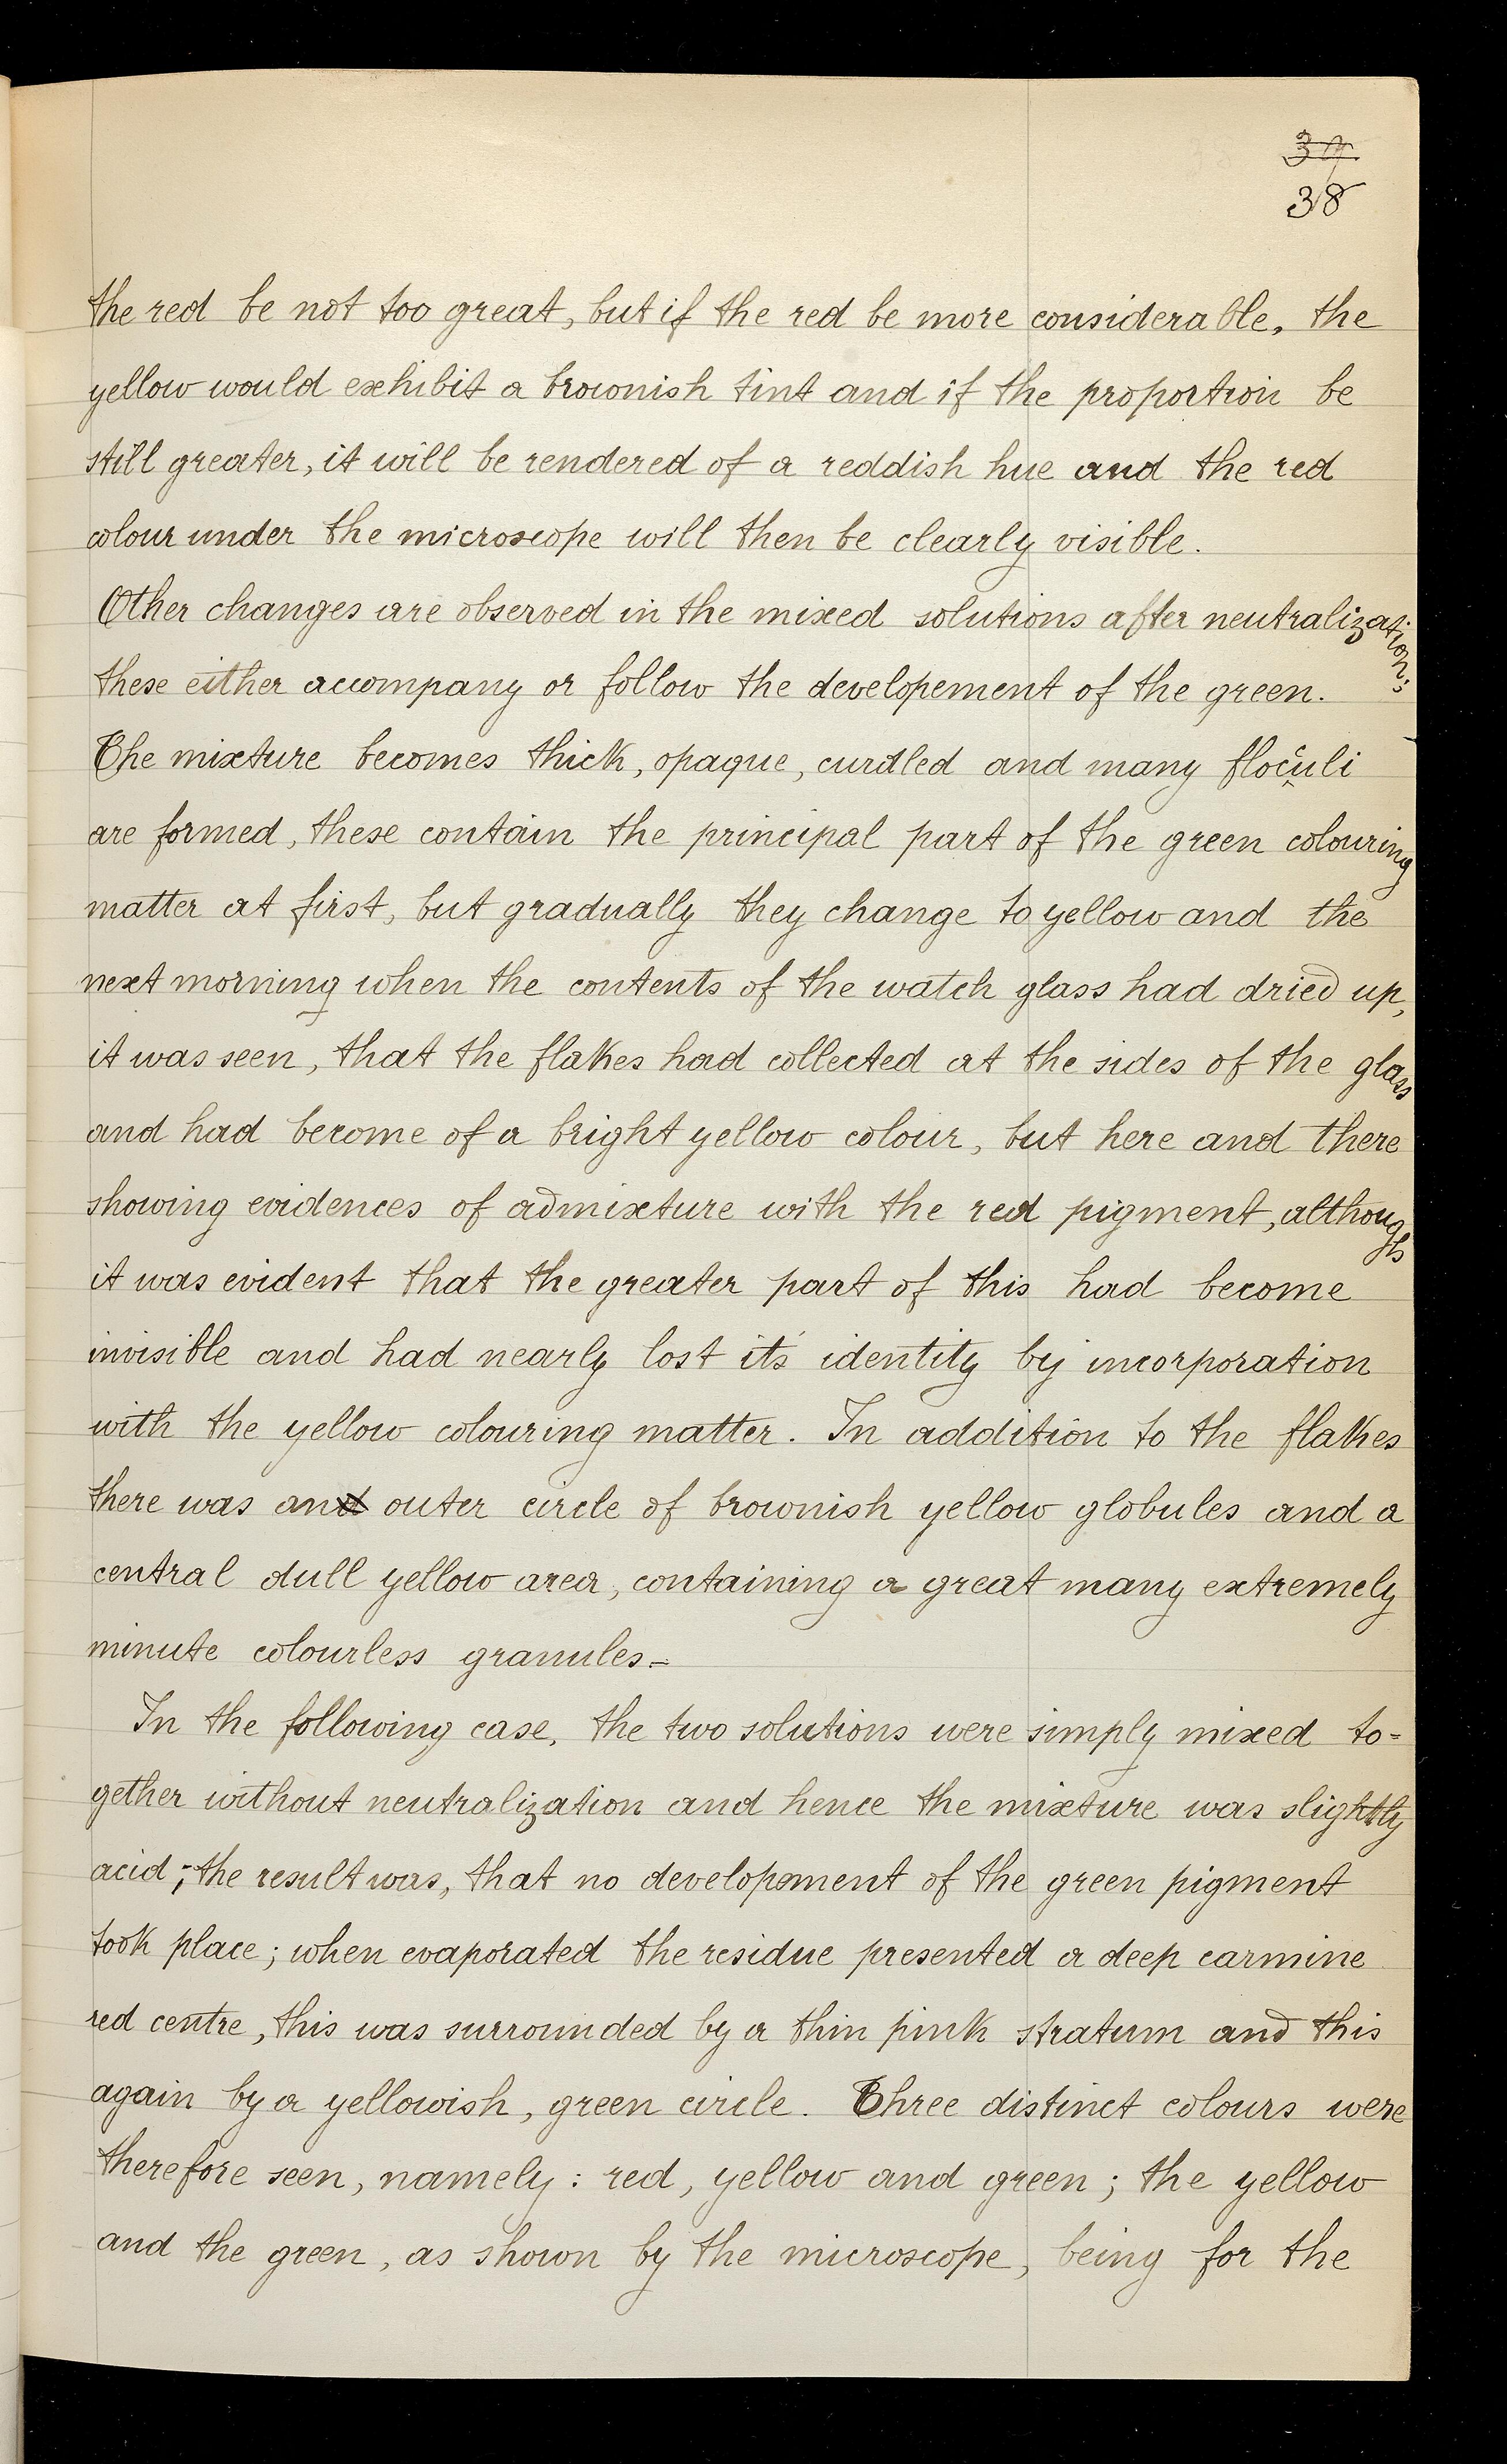 38
the red be not too great, but if the red be more considerable, the
yellow would exhibit a brownish tint and if the proportion be
still greater, it will be rendered of a reddish hue and the red
colour under the microscope will then be clearly visible.
Other changes are observed in the mixed solutions after neutralization;
these either accompany or follow the developement of the green.
The mixture becomes thick, opaque, curdled and many flocculi
are formed, these contain the principal part of the green colouring
matter at first, but gradually they change to yellow and the
next morning when the contents of the watch glass had dried up,
it was seen, that the flakes had collected at the sides of the glass
and had become of a bright yellow colour, but here and there
showing evidences of admixture with the red pigment, although
it was evident that the greater part of this had become
invisible and had nearly lost it's identity by incorporation
with the yellow colouring matter. In addition to the flakes
there was an outer circle of brownish yellow globules and a
central dull yellow area, containing a great many extremely
minute colourless granules.=
In the following case, the two solutions were simply mixed to=
gether without neutralization and hence the mixture was slightly
acid; the result was, that no developement of the green pigment
took place; when evaporated the residue presented a deep carmine
red centre, this was surrounded by a thin pink stratum and this
again by a yellowish, green circle. Three distinct colours were
therefore seen, namely: red, yellow and green; the yellow
and the green, as shown by the microscope, being for the